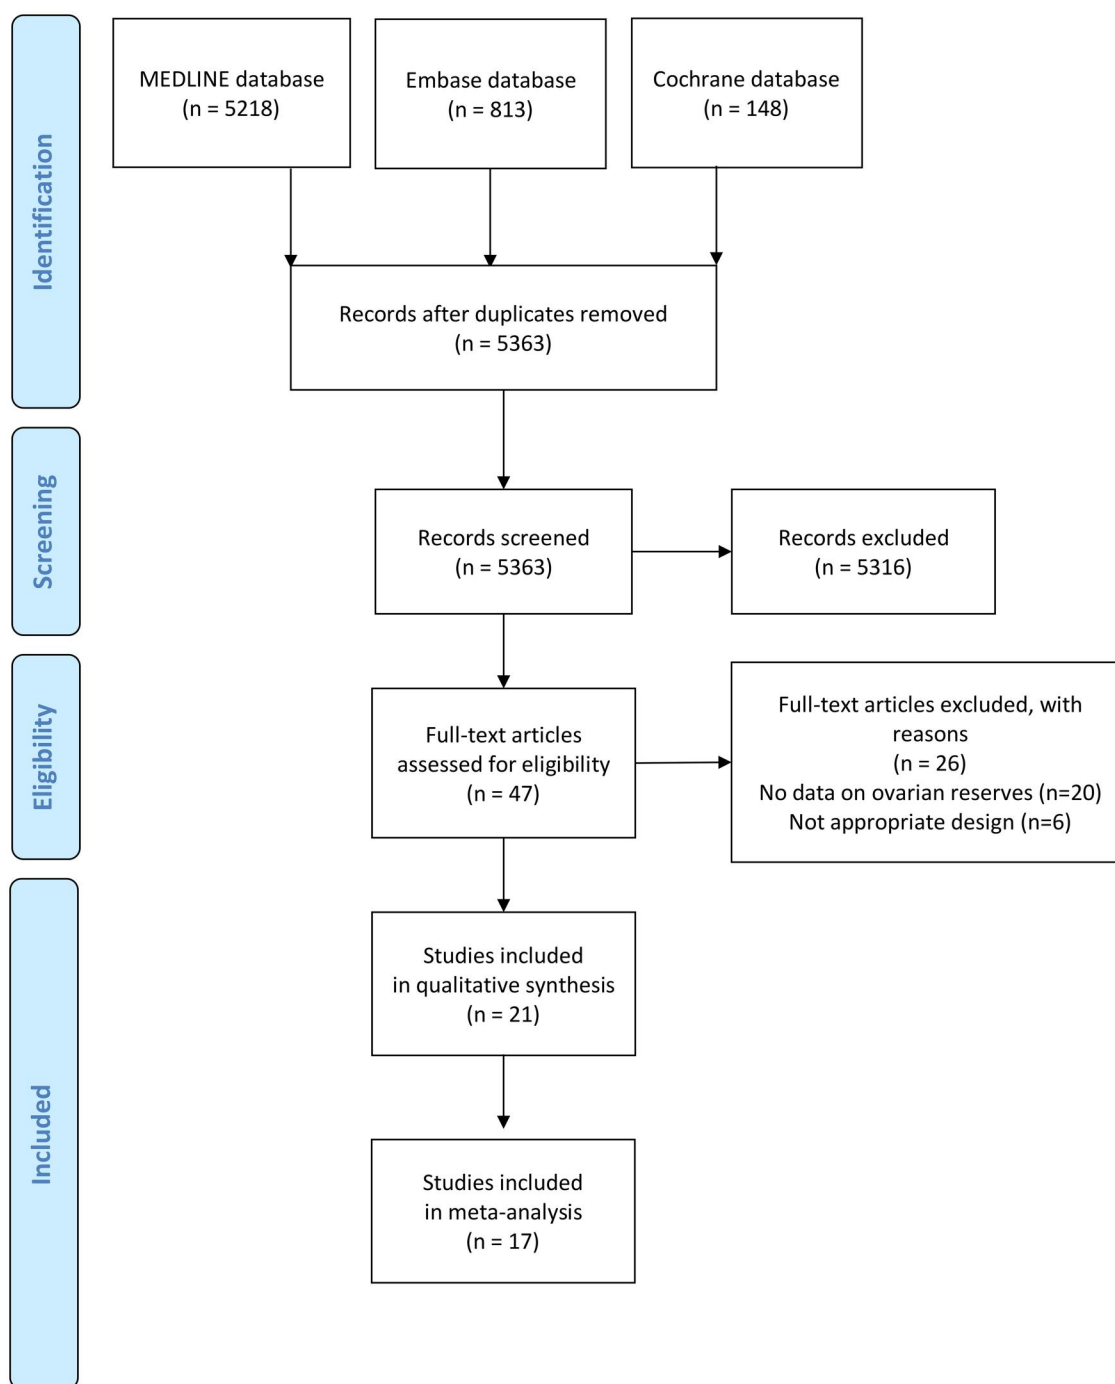 Identification
MEDLINE database
(n = 5218)
Embase database
(n = 813)
Cochrane database
(n = 148)
Records after duplicates removed
(n = 5363)
Screening
Records screened
(n = 5363)
Records excluded
(n = 5316)
Eligibility
Full-text articles
assessed for eligibility
(n = 47)
Full-text articles excluded, with
reasons
(n = 26)
No data on ovarian reserves (n=20)
Not appropriate design (n=6)
Included
Studies included
in qualitative synthesis
(n = 21)
Studies included
in meta-analysis
(n = 17)